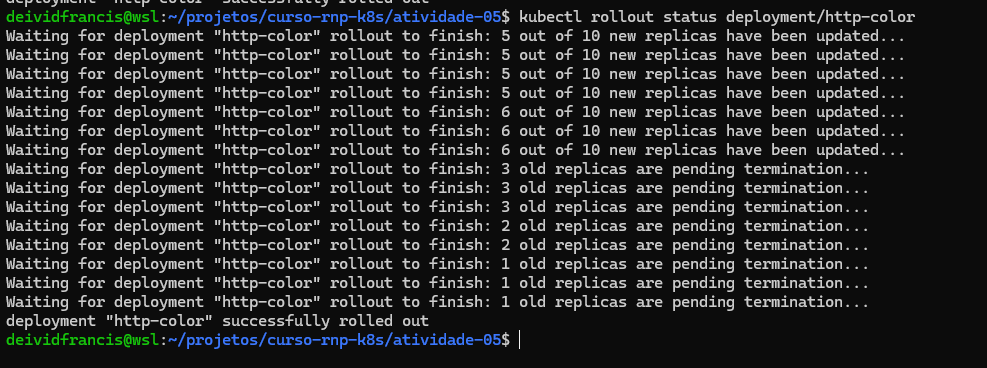 deployment "http-color" successfully rolled out
deividfrancis@wsl:~/projetos/curso-rnp-k8s/atividade-05$ kubectl rollout status deployment/http-color
Waiting for deployment "http-color" rollout to finish: 5 out of 10 new replicas have been updated...
Waiting for deployment "http-color" rollout to finish: 5 out of 10 new replicas have been updated...
Waiting for deployment "http-color" rollout to finish: 5 out of 10 new replicas have been updated...
Waiting for deployment "http-color" rollout to finish: 5 out of 10 new replicas have been updated...
Waiting for deployment "http-color" rollout to finish: 6 out of 10 new replicas have been updated...
Waiting for deployment "http-color" rollout to finish: 6 out of 10 new replicas have been updated...
Waiting for deployment "http-color" rollout to finish: 6 out of 10 new replicas have been updated...
Waiting for deployment "http-color" rollout to finish: 3 old replicas are pending termination...
Waiting for deployment "http-color" rollout to finish: 3 old replicas are pending termination...
Waiting for deployment "http-color" rollout to finish: 3 old replicas are pending termination...
Waiting for deployment "http-color" rollout to finish: 2 old replicas are pending termination...
Waiting for deployment "http-color" rollout to finish: 2 old replicas are pending termination...
Waiting for deployment "http-color" rollout to finish: 1 old replicas are pending termination...
Waiting for deployment "http-color" rollout to finish: 1 old replicas are pending termination...
Waiting for deployment "http-color" rollout to finish: 1 old replicas are pending termination...
deployment "http-color" successfully rolled out
deividfrancis@wsl:~/projetos/curso-rnp-k8s/atividade-05$